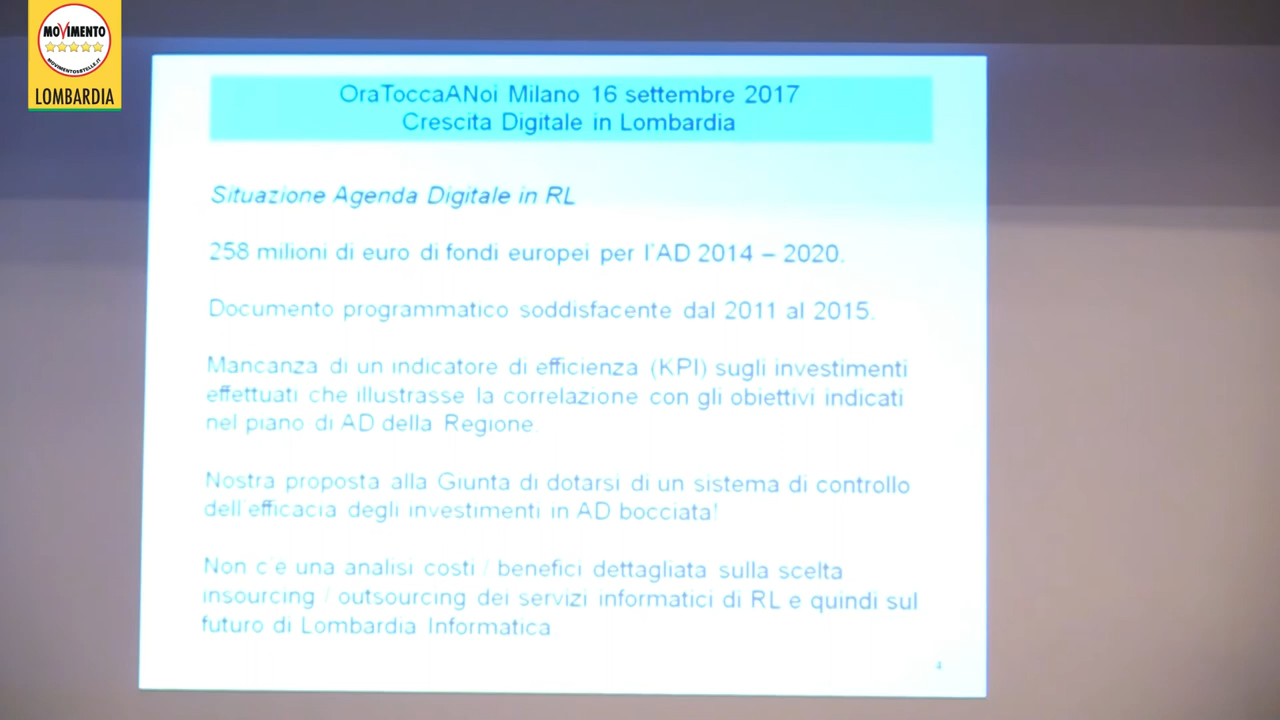 MOVIMENTO
MOVIMENTO5STELLE.IT
LOMBARDIA
OraToccaANoi Milano 16 settembre 2017
Crescita Digitale in Lombardia
Situazione Agenda Digitale in RL
258 milioni di euro di fondi europei per l'AD 2014 – 2020.
Documento programmatico soddisfacente dal 2011 al 2015.
Mancanza di un indicatore di efficienza (KPI) sugli investimenti
effettuati che illustrasse la correlazione con gli obiettivi indicati
nel piano di AD della Regione.
Nostra proposta alla Giunta di dotarsi di un sistema di controllo
dell'efficacia degli investimenti in AD bocciata!
Non c'è una analisi costi / benefici dettagliata sulla scelta
insourcing / outsourcing dei servizi informatici di RL e quindi sul
futuro di Lombardia Informatica
4